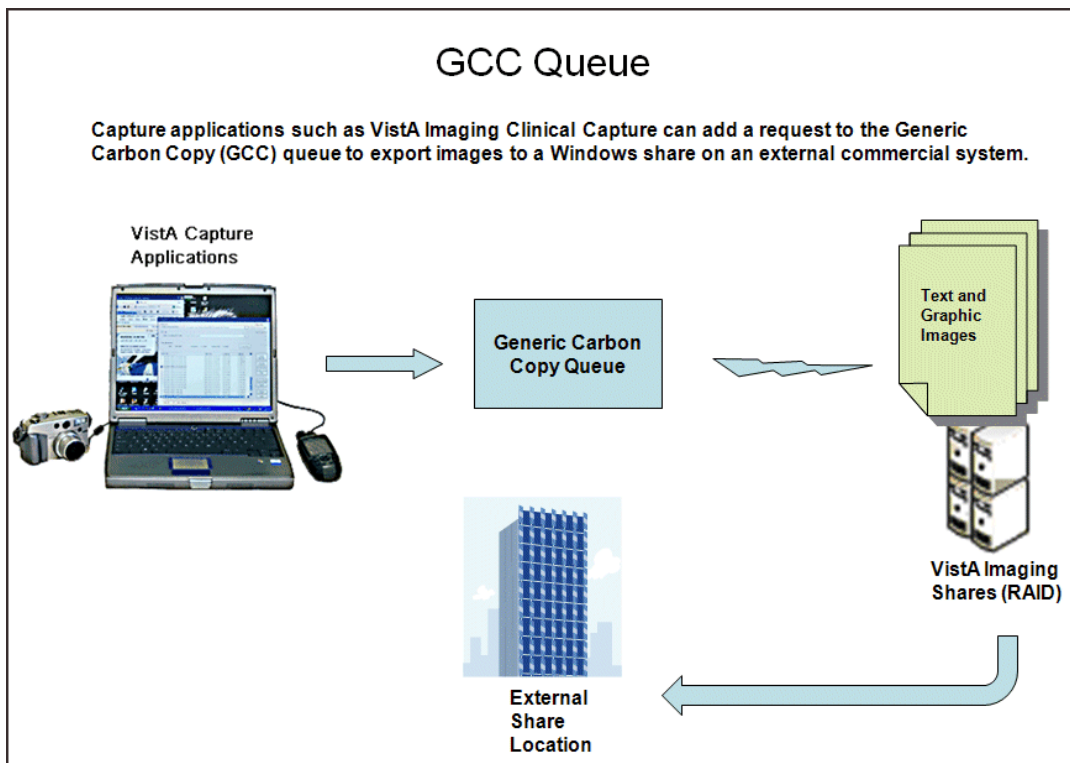 GCC Queue
Capture applications such as VistA Imaging Clinical Capture can add a request to the Generic
Carbon Copy (GCC) queue to export images to a Windows share on an external commercial system.
VistA Capture
Applications
Generic Carbon
Copy Queue
Text and
Graphic
Images
VistA Imaging
Shares (RAID)
External
Share
Location